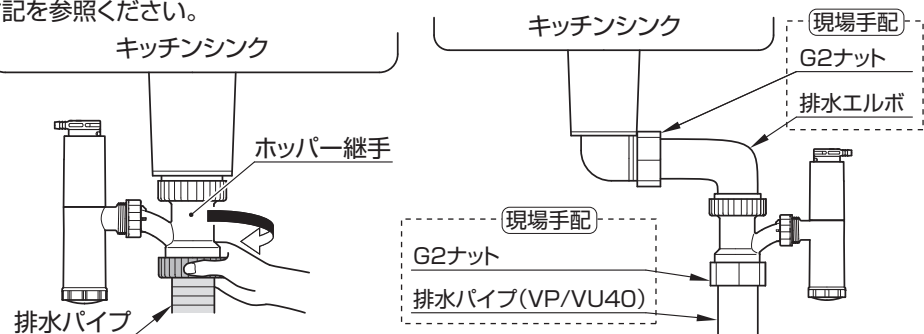 記を参照ください。
キッチンシンク
ホッパー継手
排水パイプ
キッチンシンク
現場手配
G2ナット
排水エルボ
現場手配
G2ナット
排水パイプ(VP/VU40)